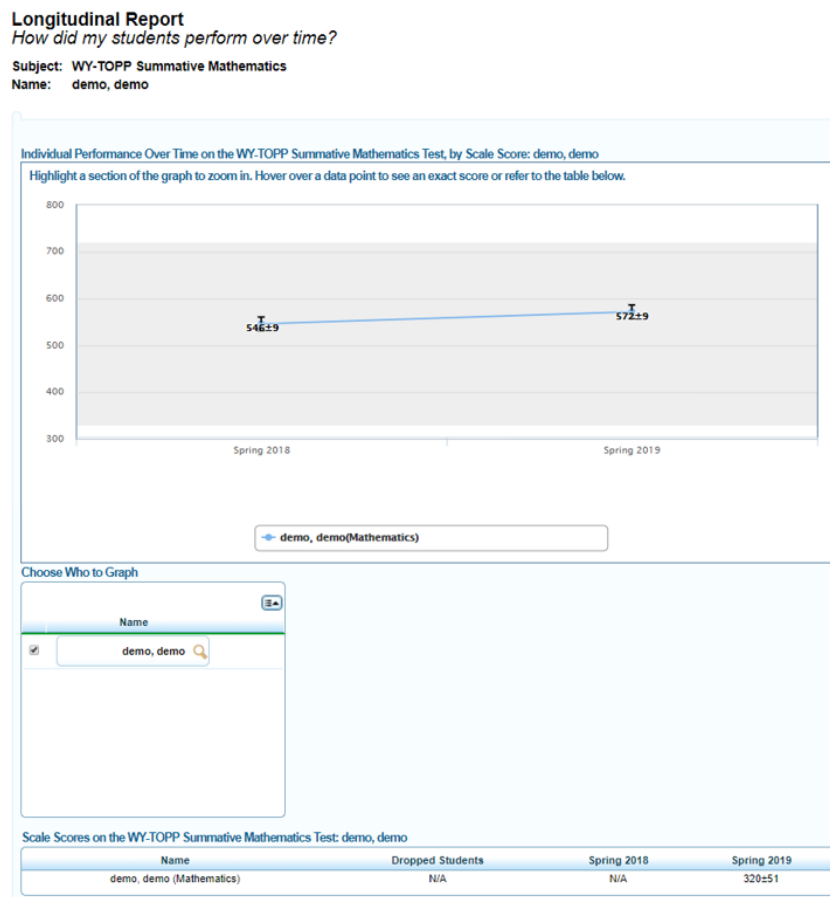 Longitudinal Report
How did my students perform over time?
Subject: WY-TOPP Summative Mathematics
Name: demo, demo
Individual Performance Over Time on the WY-TOPP Summative Mathematics Test, by Scale Score: demo, demo
Highlight a section of the graph to zoom in. Hover over a data point to see an exact score or refer to the table below.
800
700
600
546±9
572±9
500
400
300
Spring 2018 Spring 2019
demo, demo(Mathematics)
Choose Who to Graph
Name
demo, demo
Scale Scores on the WY-TOPP Summative Mathematics Test: demo, demo
Name Dropped Students Spring 2018 Spring 2019
demo, demo (Mathematics) N/A N/A 320±51